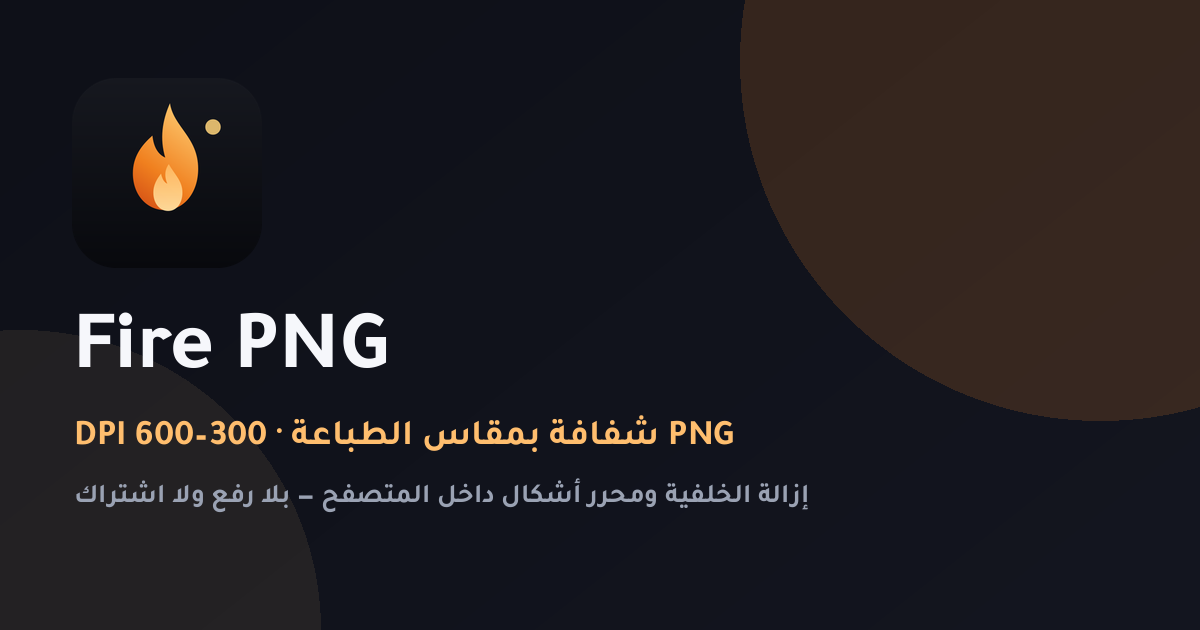 Fire PNG
PNG شفافة بمقاس الطباعة · 300-600 DPI
إزالة الخلفية ومحرر أشكال داخل المتصفح – بلا رفع ولا اشتراك